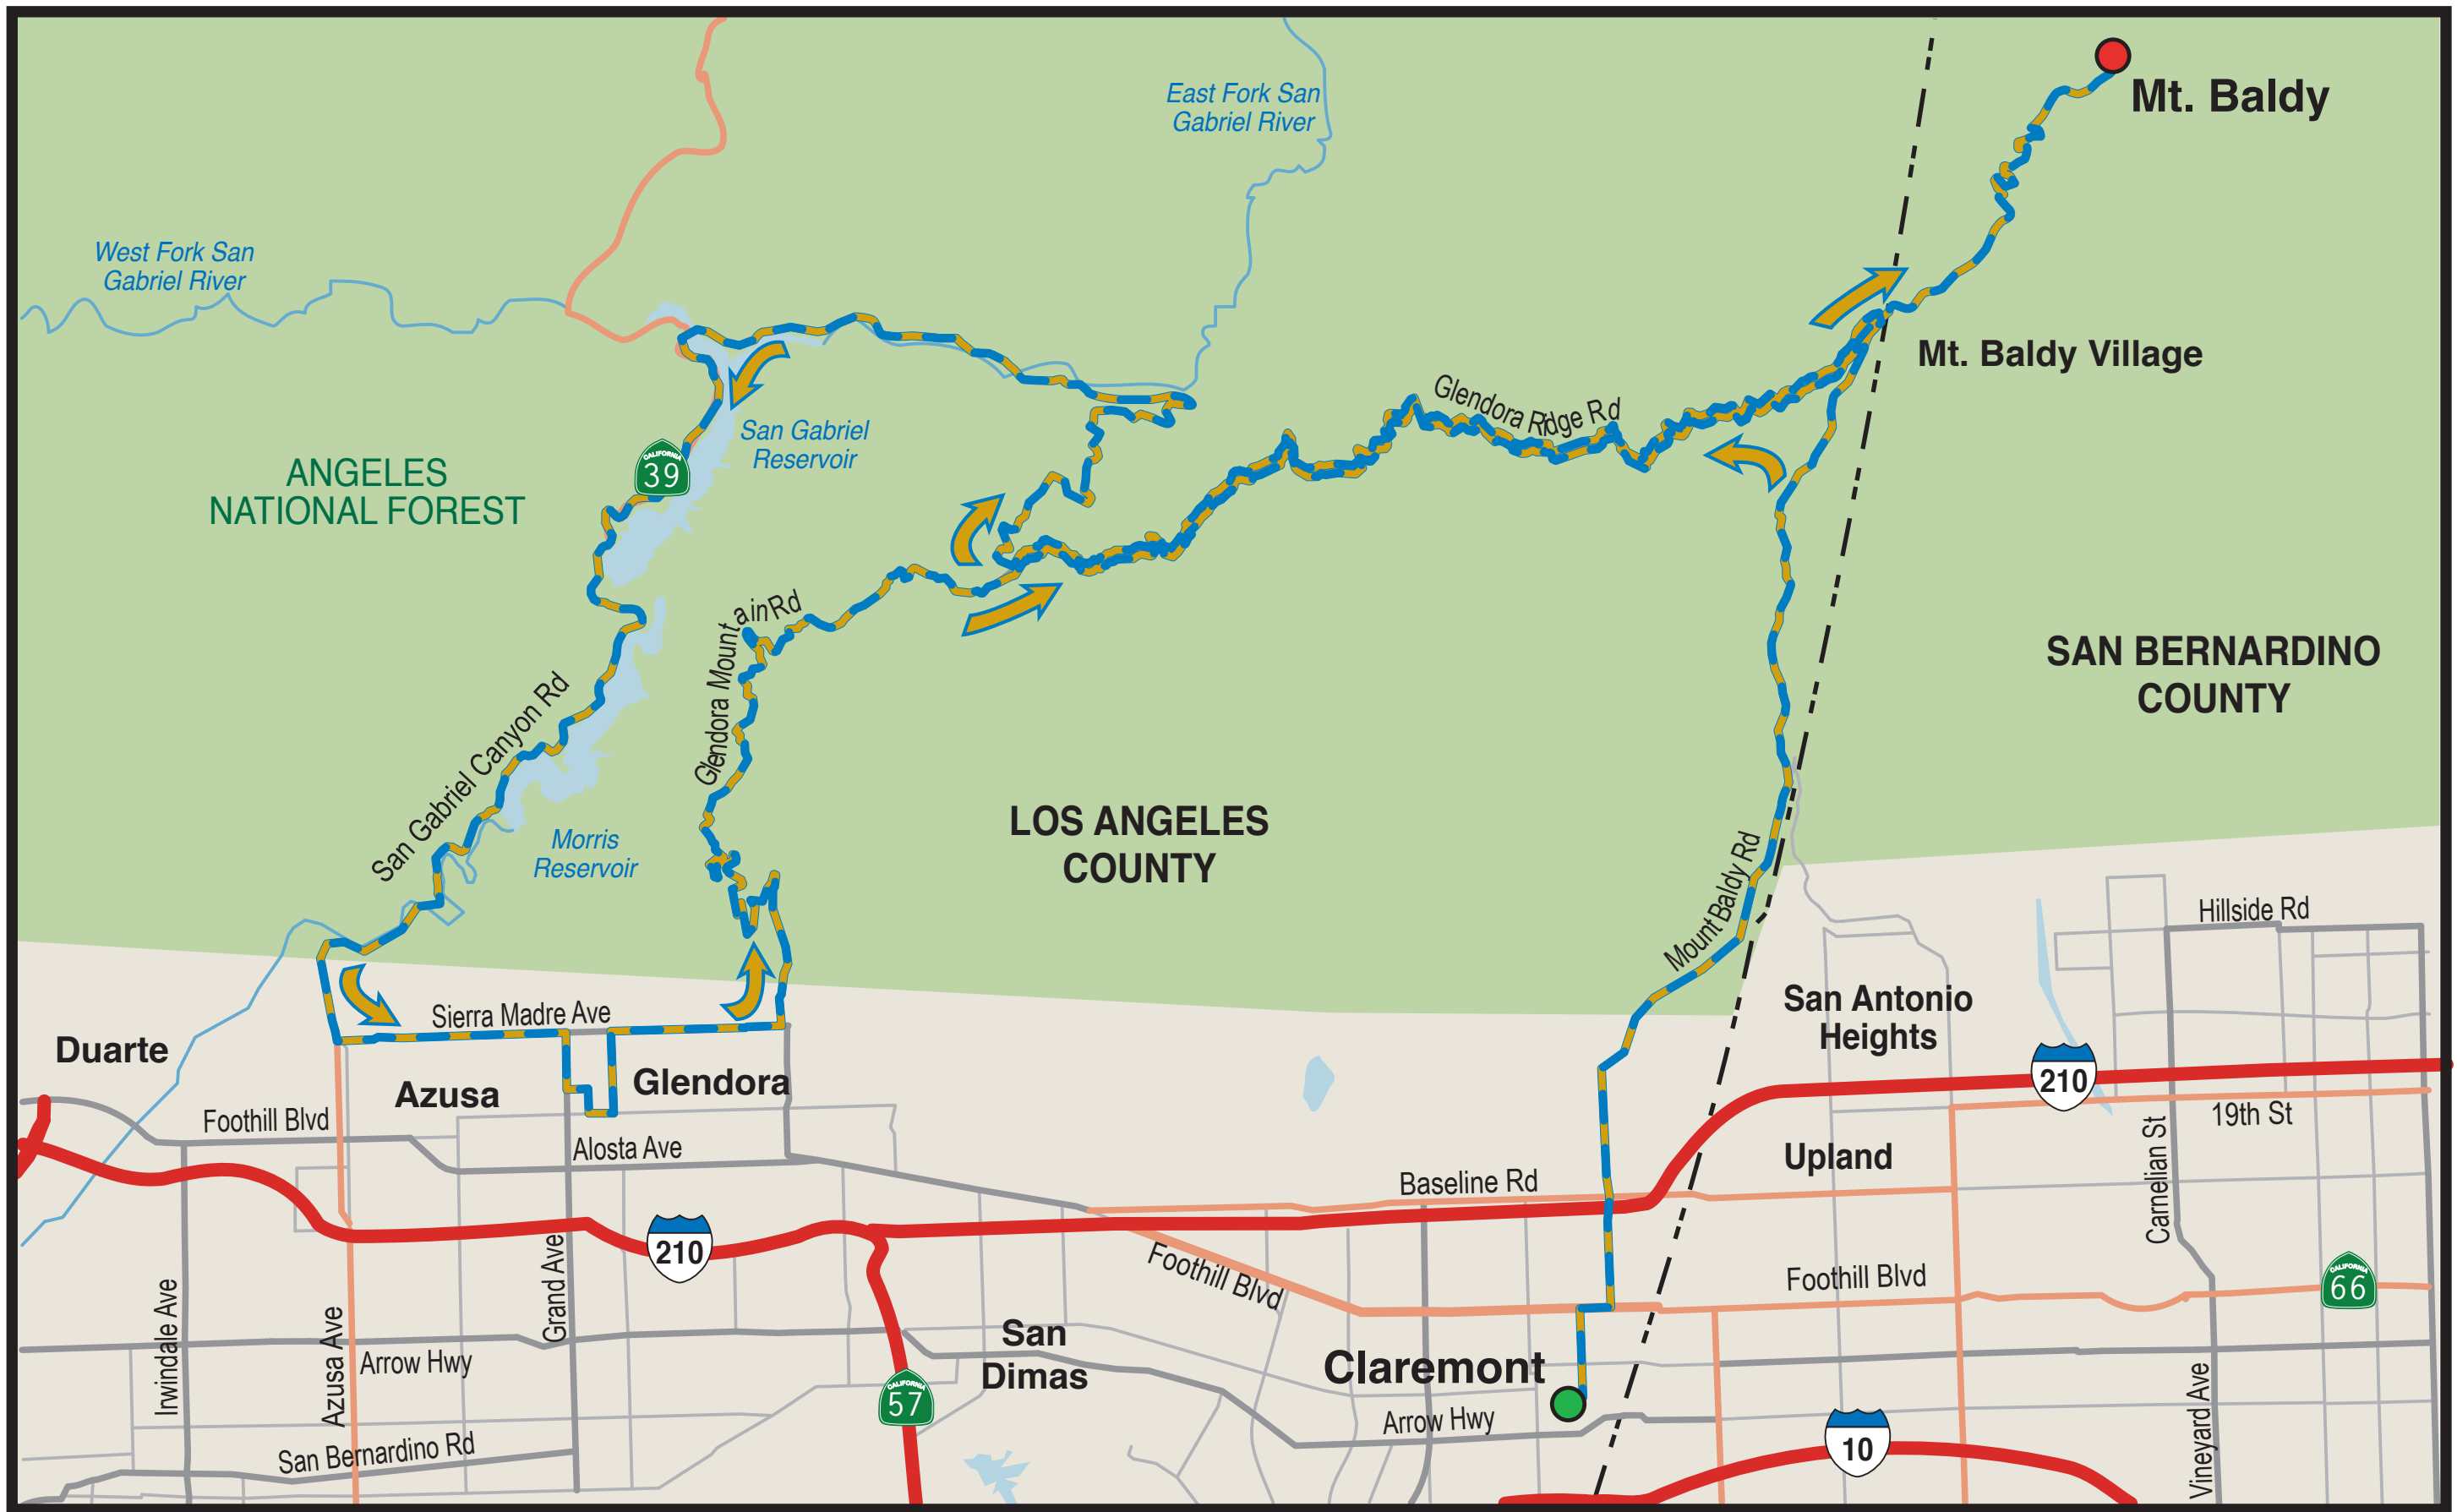 Mt. Baldy
East Fork San
Gabriel River
West Fork San
Gabriel River
Mt. Baldy Village
Glendora Ridge Rd
San Gabriel
Reservoir
CALIFORNIA
39
ANGELES
NATIONAL FOREST
Glendora Mountain Rd
SAN BERNARDINO
COUNTY
San Gabriel Canyon Rd
LOS ANGELES
COUNTY
Morris
Reservoir
Mount Baldy Rd
Hillside Rd
San Antonio
Heights
Sierra Madre Ave
Duarte
Azusa
Glendora
210
Foothill Blvd
19th St
Alosta Ave
Upland
Carnelian St
Baseline Rd
210
Foothill Blvd
Foothill Blvd
CALIFORNIA
66
Irwindale Ave
Azusa Ave
Grand Ave
San
Dimas
Arrow Hwy
Claremont
CALIFORNIA
57
Arrow Hwy
10
Vineyard Ave
San Bernardino Rd